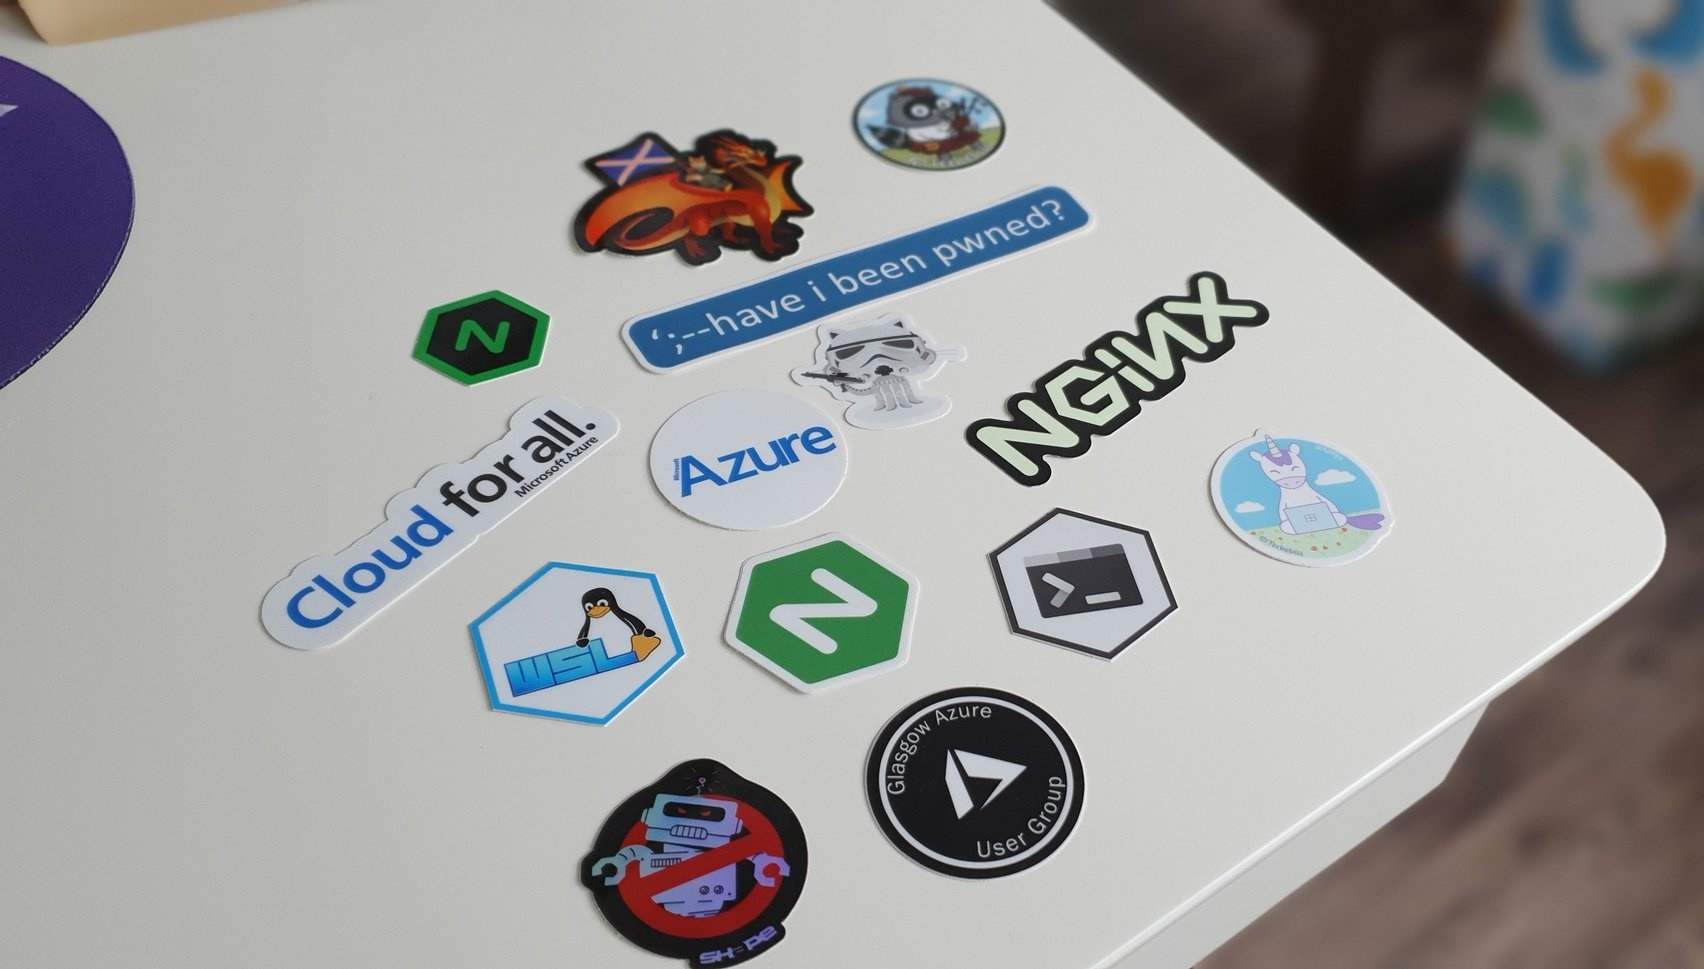 ';--have i been pwned?
NGiNX
N
Cloud for all.
Microsoft Azure
Microsoft
Azure
WSL
N
Glasgow Azure
User Group